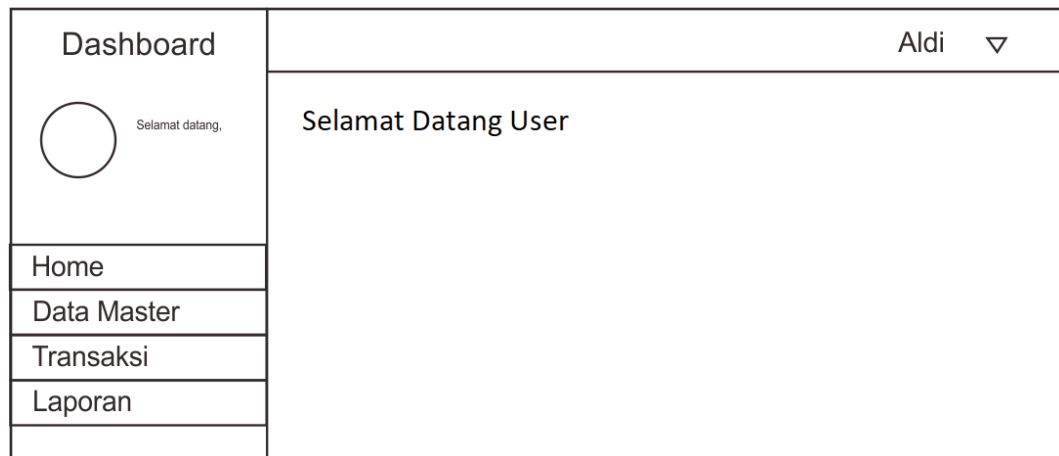 Dashboard
Aldi
Selamat datang,
Selamat Datang User
Home
Data Master
Transaksi
Laporan